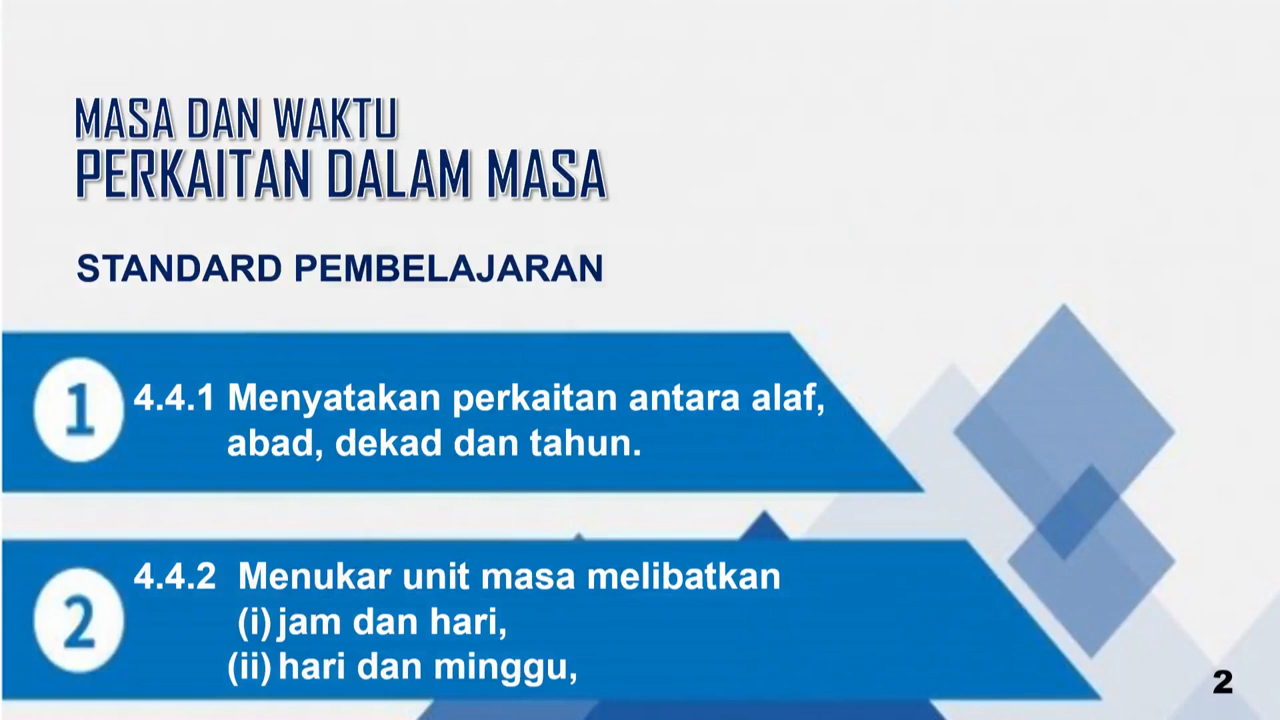 MASA DAN WAKTU
PERKAITAN DALAM MASA
STANDARD PEMBELAJARAN
1
4.4.1 Menyatakan perkaitan antara alaf,
abad, dekad dan tahun.
2
4.4.2 Menukar unit masa melibatkan
(i) jam dan hari,
(ii) hari dan minggu,
2